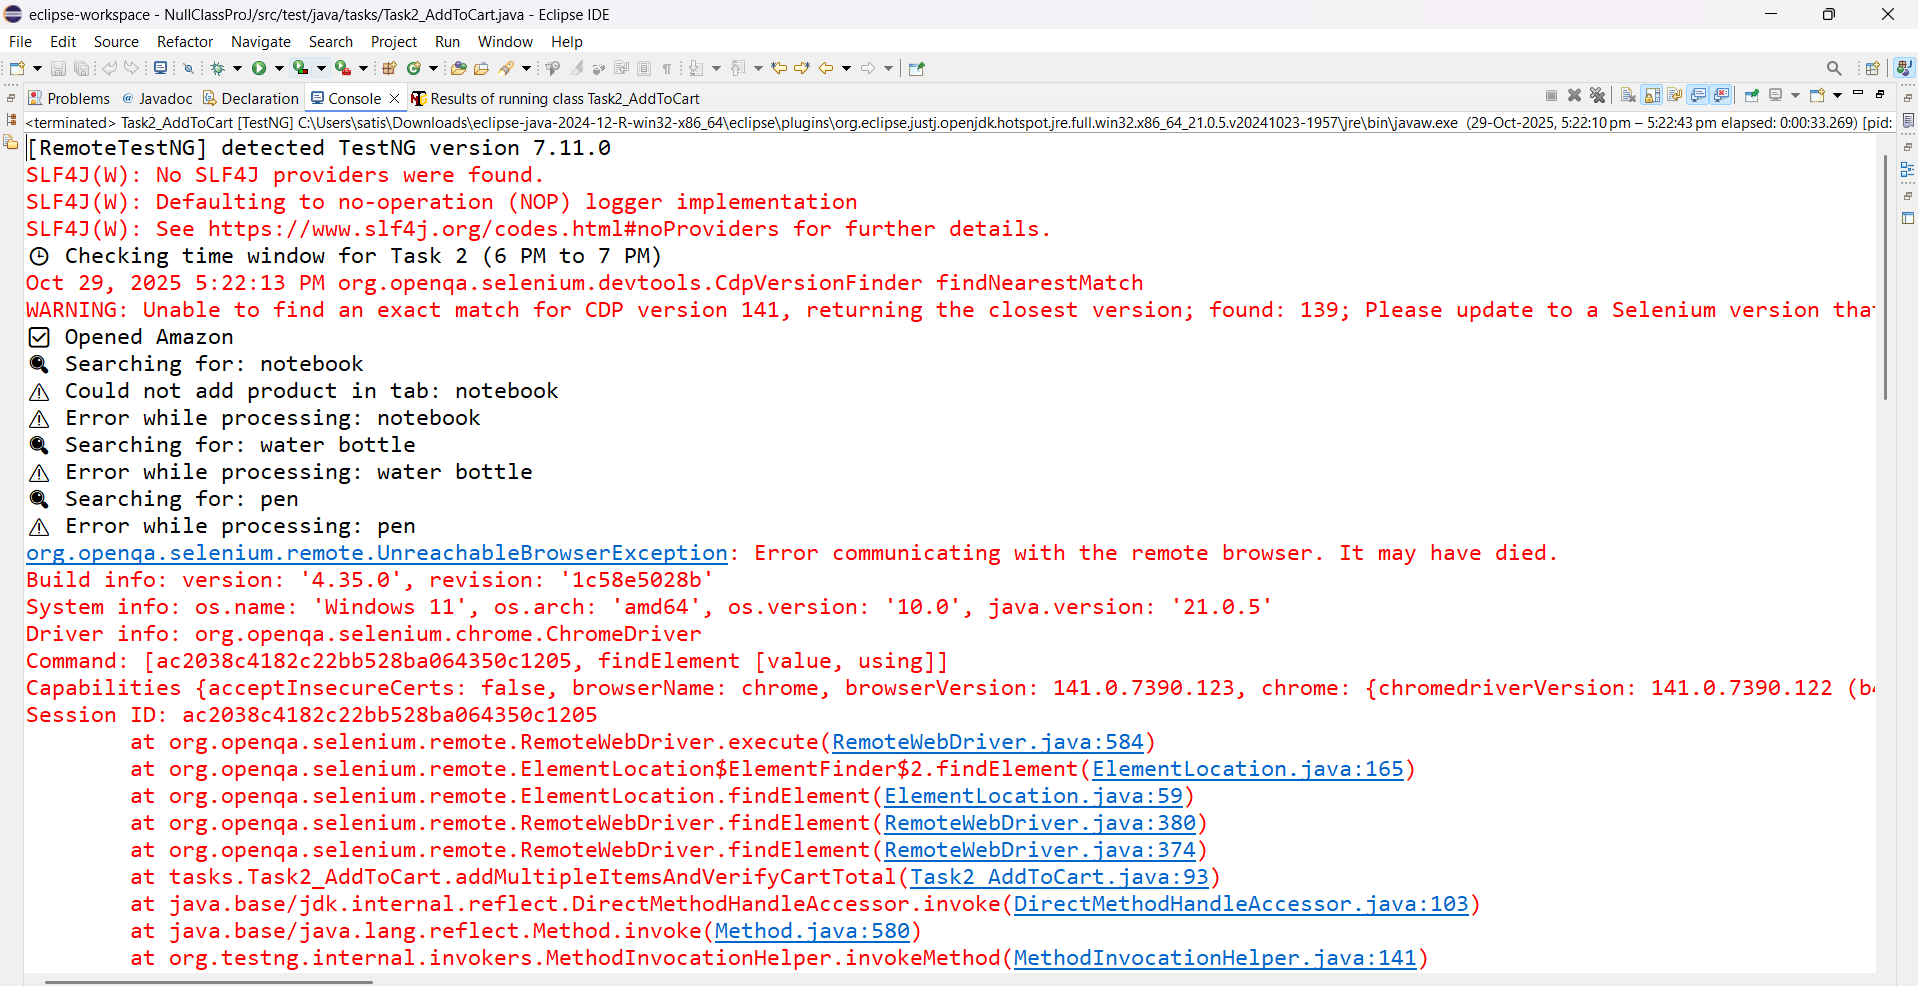 eclipse-workspace - NullClassProJ/src/test/java/tasks/Task2_AddToCart.java - Eclipse IDE
File Edit Source Refactor Navigate Search Project Run Window Help
Problems @ Javadoc Declaration Console Results of running class Task2_AddToCart
<terminated> Task2_AddToCart [TestNG] C:\Users\satis\Downloads\eclipse-java-2024-12-R-win32-x86_64\eclipse\plugins\org.eclipse.justj.openjdk.hotspot.jre.full.win32.x86_64_21.0.5.v20241023-1957\jre\bin\javaw.exe (29-Oct-2025, 5:22:10 pm – 5:22:43 pm elapsed: 0:00:33.269) [pid:
[RemoteTestNG] detected TestNG version 7.11.0
SLF4J(W): No SLF4J providers were found.
SLF4J(W): Defaulting to no-operation (NOP) logger implementation
SLF4J(W): See https://www.slf4j.org/codes.html#noProviders for further details.
🕒 Checking time window for Task 2 (6 PM to 7 PM)
Oct 29, 2025 5:22:13 PM org.openqa.selenium.devtools.CdpVersionFinder findNearestMatch
WARNING: Unable to find an exact match for CDP version 141, returning the closest version; found: 139; Please update to a Selenium version tha
☑ Opened Amazon
🔍 Searching for: notebook
⚠ Could not add product in tab: notebook
⚠ Error while processing: notebook
🔍 Searching for: water bottle
⚠ Error while processing: water bottle
🔍 Searching for: pen
⚠ Error while processing: pen
org.openqa.selenium.remote.UnreachableBrowserException: Error communicating with the remote browser. It may have died.
Build info: version: '4.35.0', revision: '1c58e5028b'
System info: os.name: 'Windows 11', os.arch: 'amd64', os.version: '10.0', java.version: '21.0.5'
Driver info: org.openqa.selenium.chrome.ChromeDriver
Command: [ac2038c4182c22bb528ba064350c1205, findElement [value, using]]
Capabilities {acceptInsecureCerts: false, browserName: chrome, browserVersion: 141.0.7390.123, chrome: {chromedriverVersion: 141.0.7390.122 (b
Session ID: ac2038c4182c22bb528ba064350c1205
at org.openqa.selenium.remote.RemoteWebDriver.execute(RemoteWebDriver.java:584)
at org.openqa.selenium.remote.ElementLocation$ElementFinder$2.findElement(ElementLocation.java:165)
at org.openqa.selenium.remote.ElementLocation.findElement(ElementLocation.java:59)
at org.openqa.selenium.remote.RemoteWebDriver.findElement(RemoteWebDriver.java:380)
at org.openqa.selenium.remote.RemoteWebDriver.findElement(RemoteWebDriver.java:374)
at tasks.Task2_AddToCart.addMultipleItemsAndVerifyCartTotal(Task2_AddToCart.java:93)
at java.base/jdk.internal.reflect.DirectMethodHandleAccessor.invoke(DirectMethodHandleAccessor.java:103)
at java.base/java.lang.reflect.Method.invoke(Method.java:580)
at org.testng.internal.invokers.MethodInvocationHelper.invokeMethod(MethodInvocationHelper.java:141)